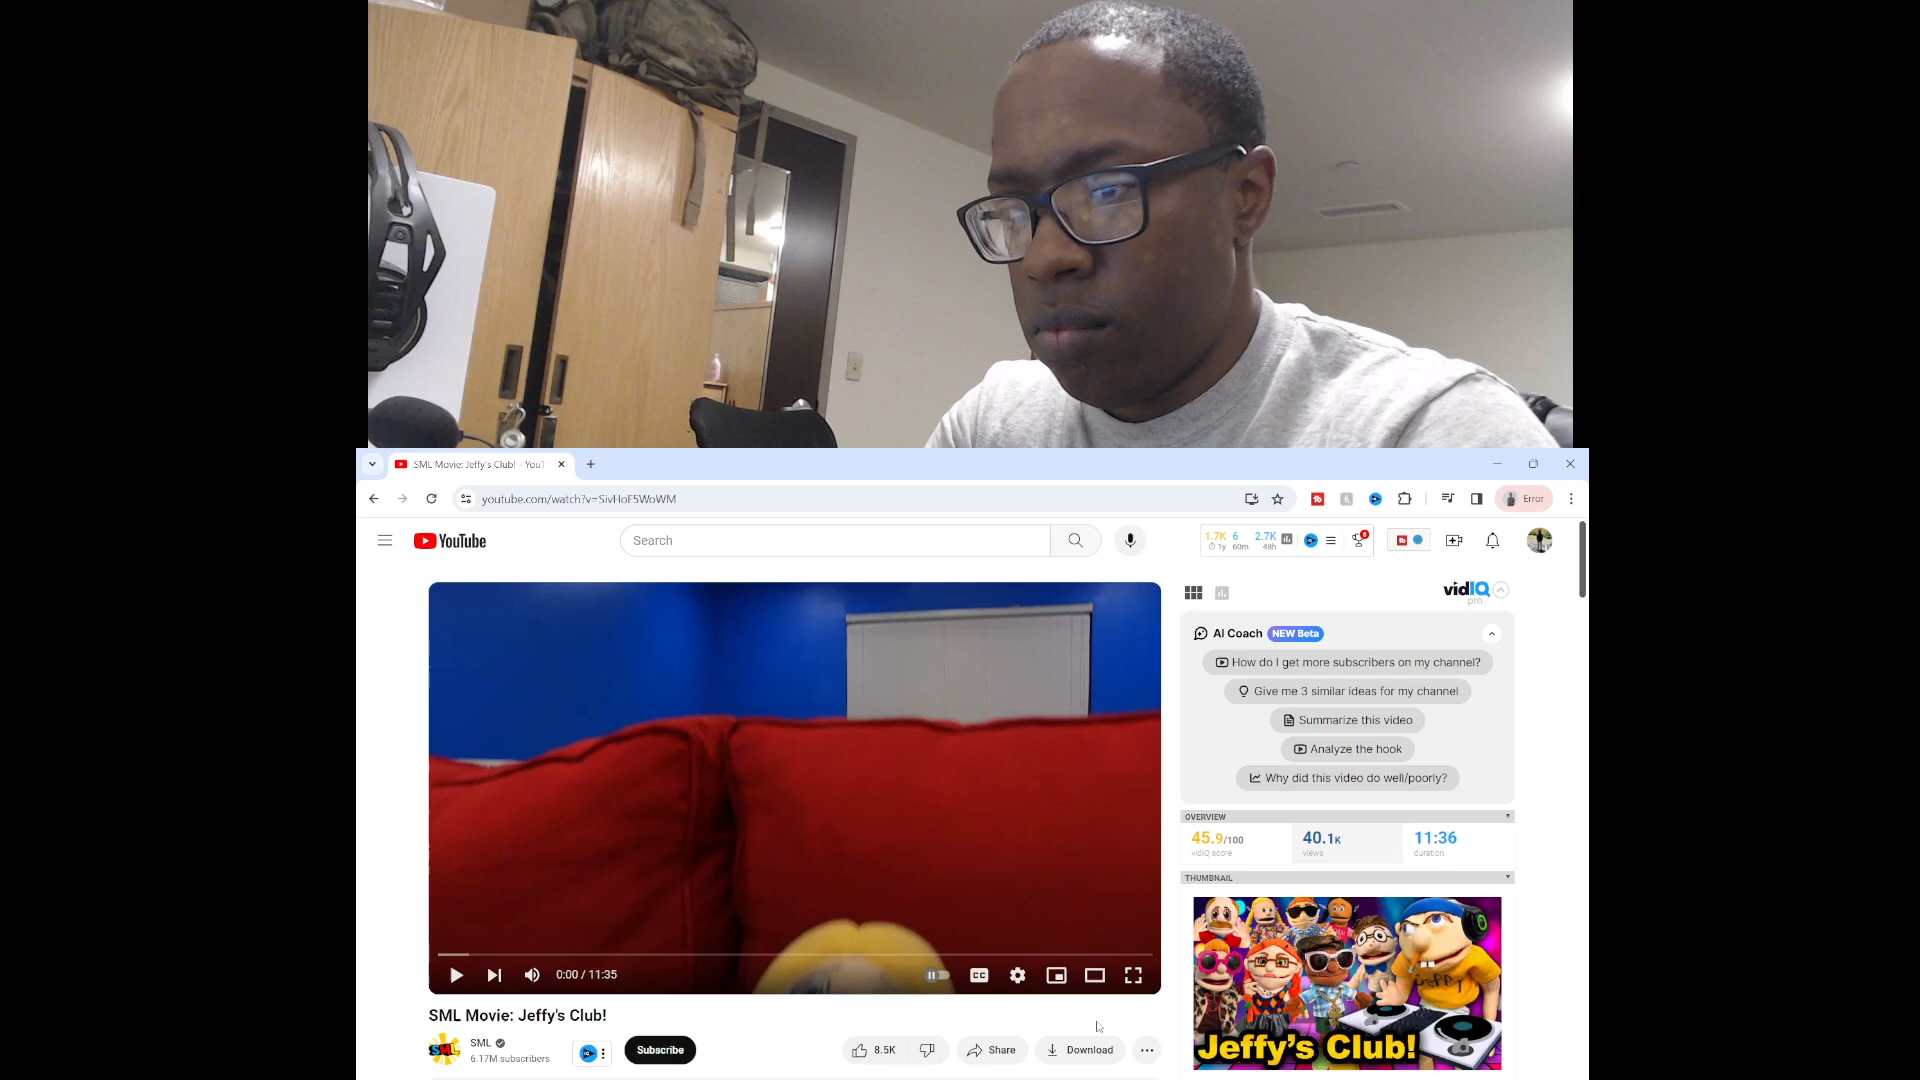 SML Movie: Jeffy's Club! - YouT
youtube.com/watch?v=SivHoF5WoWM
Error
YouTube
Search
1.7K 6 2.7K
1y 60m 48h
vidIQ
pro
AI Coach NEW Beta
How do I get more subscribers on my channel?
Give me 3 similar ideas for my channel
Summarize this video
Analyze the hook
Why did this video do well/poorly?
OVERVIEW
45.9/100 40.1K 11:36
vidIQ score views duration
THUMBNAIL
Jeffy's Club!
0:00 / 11:35
CC
SML Movie: Jeffy's Club!
SML
SML
6.17M subscribers
Subscribe
8.5K
Share
Download